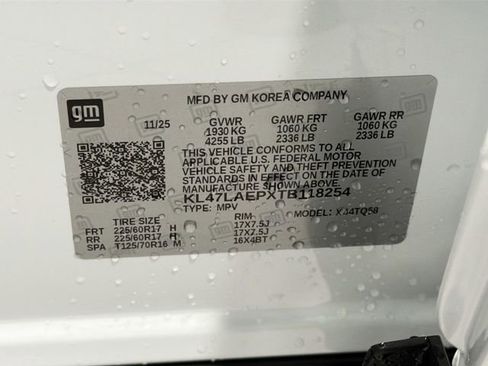 gm
MFD BY GM KOREA COMPANY
11/25 GVWR GAWR FRT GAWR RR
1930 KG 1060 KG 1060 KG
4255 LB 2336 LB 2336 LB
THIS VEHICLE CONFORMS TO ALL
APPLICABLE U.S. FEDERAL MOTOR
VEHICLE SAFETY AND THEFT PREVENTION
STANDARDS IN EFFECT ON THE DATE OF
MANUFACTURE SHOWN ABOVE.
KL47LAEPXTB118254
TYPE: MPV MODEL:
TIRE SIZE RIM:
FRT 225/60R17 H 17X7.5J
RR 225/60R17 H 17X7.5J
SPA T125/70R16 M 16X4BT